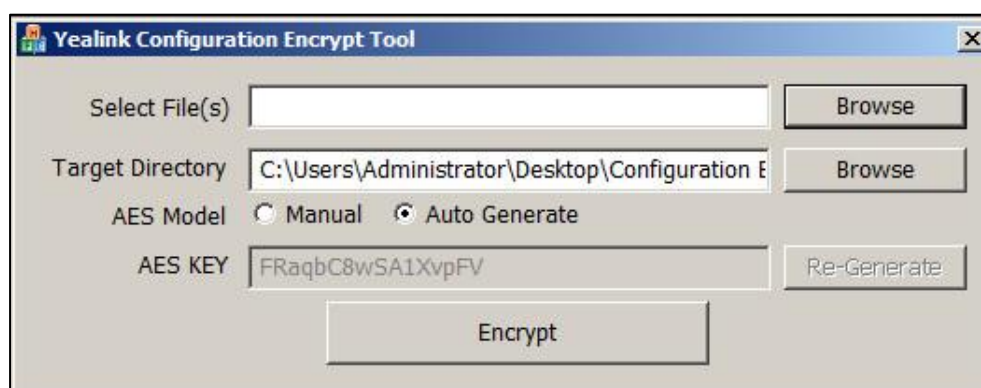 Yealink Configuration Encrypt Tool
Select File(s) Browse
Target Directory C:\Users\Administrator\Desktop\Configuration E Browse
AES Model Manual Auto Generate
AES KEY FRaqbC8wSA1XvpFV Re-Generate
Encrypt